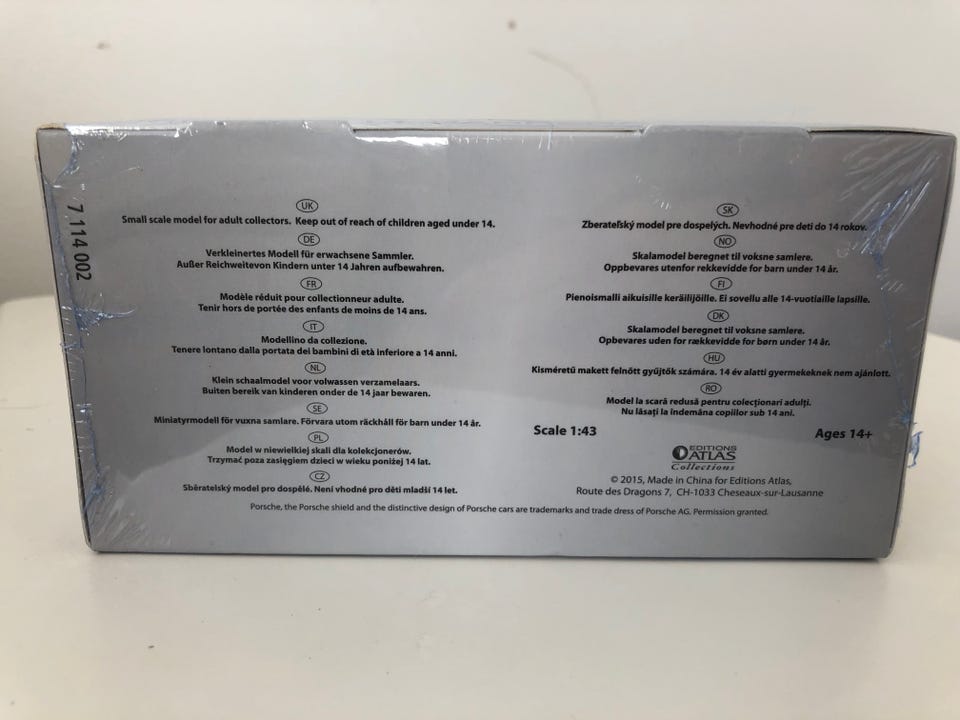 7 114 002
UK
Small scale model for adult collectors. Keep out of reach of children aged under 14.
DE
Verkleinertes Modell für erwachsene Sammler.
Außer Reichweitevon Kindern unter 14 Jahren aufbewahren.
FR
Modèle réduit pour collectionneur adulte.
Tenir hors de portée des enfants de moins de 14 ans.
IT
Modellino da collezione.
Tenere lontano dalla portata dei bambini di età inferiore a 14 anni.
NL
Klein schaalmodel voor volwassen verzamelaars.
Buiten bereik van kinderen onder de 14 jaar bewaren.
SE
Miniatyrmodell för vuxna samlare. Förvara utom räckhåll för barn under 14 år.
PL
Model w niewielkiej skali dla kolekcjonerów.
Trzymać poza zasięgiem dzieci w wieku poniżej 14 lat.
CZ
Sběratelský model pro dospělé. Není vhodné pro děti mladší 14 let.
SK
Zberateľský model pre dospelých. Nevhodné pre deti do 14 rokov.
NO
Skalamodel beregnet til voksne samlere.
Oppbevares utenfor rekkevidde for barn under 14 år.
FI
Pienoismalli aikuisille keräilijöille. Ei sovellu alle 14-vuotiaille lapsille.
DK
Skalamodel beregnet til voksne samlere.
Opbevares uden for rækkevidde for børn under 14 år.
HU
Kisméretű makett felnőtt gyűjtők számára. 14 év alatti gyermekeknek nem ajánlott.
RO
Model la scară redusă pentru colecționari adulți.
Nu lăsați la îndemâna copiilor sub 14 ani.
Scale 1:43
Ages 14+
EDITIONS
ATLAS
Collections
© 2015, Made in China for Editions Atlas,
Route des Dragons 7, CH-1033 Cheseaux-sur-Lausanne
Porsche, the Porsche shield and the distinctive design of Porsche cars are trademarks and trade dress of Porsche AG. Permission granted.